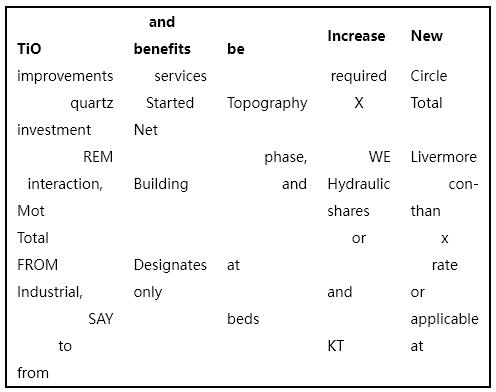 TiO and benefits be Increase New
improvements services required Circle
quartz Started Topography X Total
investment Net
REM phase, WE Livermore
interaction, Building and Hydraulic con-
Mot shares than
Total or x
FROM Designates at rate
Industrial, only and or
SAY beds applicable
to KT at
from